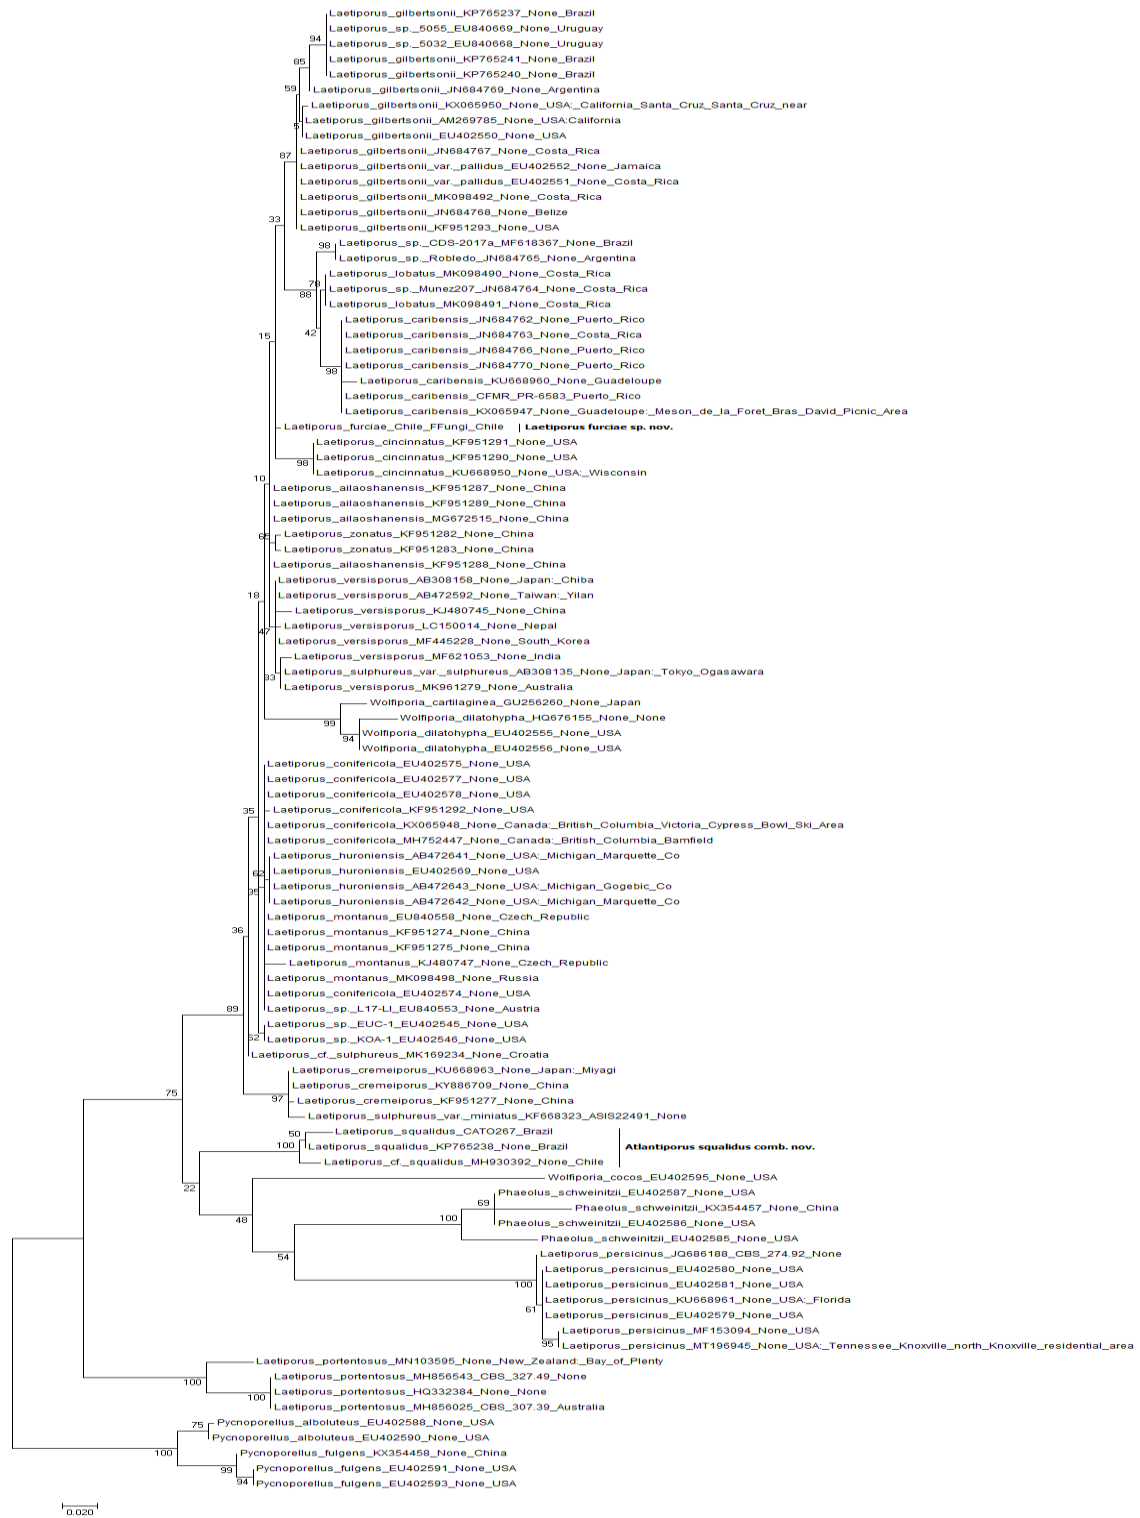 Laetiporus_gilbertsonii_KP765237_None_Brazil
Laetiporus_sp._5055_EU840669_None_Uruguay
94
Laetiporus_sp._5032_EU840668_None_Uruguay
Laetiporus_gilbertsonii_KP765241_None_Brazil
85
Laetiporus_gilbertsonii_KP765240_None_Brazil
59
Laetiporus_gilbertsonii_JN684769_None_Argentina
Laetiporus_gilbertsonii_KX065950_None_USA:_California_Santa_Cruz_Santa_Cruz_near
5
Laetiporus_gilbertsonii_AM269785_None_USA:California
Laetiporus_gilbertsonii_EU402550_None_USA
87
Laetiporus_gilbertsonii_JN684767_None_Costa_Rica
Laetiporus_gilbertsonii_var._pallidus_EU402552_None_Jamaica
Laetiporus_gilbertsonii_var._pallidus_EU402551_None_Costa_Rica
Laetiporus_gilbertsonii_MK098492_None_Costa_Rica
33
Laetiporus_gilbertsonii_JN684768_None_Belize
Laetiporus_gilbertsonii_KF951293_None_USA
98
Laetiporus_sp._CDS-2017a_MF618367_None_Brazil
Laetiporus_sp._Robledo_JN684765_None_Argentina
Laetiporus_lobatus_MK098490_None_Costa_Rica
78
88
Laetiporus_sp._Munez207_JN684764_None_Costa_Rica
Laetiporus_lobatus_MK098491_None_Costa_Rica
Laetiporus_caribensis_JN684762_None_Puerto_Rico
15
42
Laetiporus_caribensis_JN684763_None_Costa_Rica
Laetiporus_caribensis_JN684766_None_Puerto_Rico
98
Laetiporus_caribensis_JN684770_None_Puerto_Rico
Laetiporus_caribensis_KU668960_None_Guadeloupe
Laetiporus_caribensis_CFMR_PR-6583_Puerto_Rico
Laetiporus_caribensis_KX065947_None_Guadeloupe:_Meson_de_la_Foret_Bras_David_Picnic_Area
Laetiporus_furciae_Chile_FFungi_Chile Laetiporus furciae sp. nov.
Laetiporus_cincinnatus_KF951291_None_USA
98
Laetiporus_cincinnatus_KF951290_None_USA
Laetiporus_cincinnatus_KU668950_None_USA:_Wisconsin
10
Laetiporus_ailaoshanensis_KF951287_None_China
Laetiporus_ailaoshanensis_KF951289_None_China
Laetiporus_ailaoshanensis_MG672515_None_China
65
Laetiporus_zonatus_KF951282_None_China
Laetiporus_zonatus_KF951283_None_China
Laetiporus_ailaoshanensis_KF951288_None_China
Laetiporus_versisporus_AB308158_None_Japan:_Chiba
18
Laetiporus_versisporus_AB472592_None_Taiwan:_Yilan
Laetiporus_versisporus_KJ480745_None_China
47
Laetiporus_versisporus_LC150014_None_Nepal
Laetiporus_versisporus_MF445228_None_South_Korea
Laetiporus_versisporus_MF621053_None_India
33
Laetiporus_sulphureus_var._sulphureus_AB308135_None_Japan:_Tokyo_Ogasawara
Laetiporus_versisporus_MK961279_None_Australia
Wolfiporia_cartilaginea_GU256260_None_Japan
99
Wolfiporia_dilatohypha_HQ676155_None_None
94
Wolfiporia_dilatohypha_EU402555_None_USA
Wolfiporia_dilatohypha_EU402556_None_USA
Laetiporus_conifericola_EU402575_None_USA
Laetiporus_conifericola_EU402577_None_USA
Laetiporus_conifericola_EU402578_None_USA
35
Laetiporus_conifericola_KF951292_None_USA
Laetiporus_conifericola_KX065948_None_Canada:_British_Columbia_Victoria_Cypress_Bowl_Ski_Area
Laetiporus_conifericola_MH752447_None_Canada:_British_Columbia_Bamfield
Laetiporus_huroniensis_AB472641_None_USA:_Michigan_Marquette_Co
62
Laetiporus_huroniensis_EU402569_None_USA
35
Laetiporus_huroniensis_AB472643_None_USA:_Michigan_Gogebic_Co
Laetiporus_huroniensis_AB472642_None_USA:_Michigan_Marquette_Co
Laetiporus_montanus_EU840558_None_Czech_Republic
36
Laetiporus_montanus_KF951274_None_China
Laetiporus_montanus_KF951275_None_China
Laetiporus_montanus_KJ480747_None_Czech_Republic
Laetiporus_montanus_MK098498_None_Russia
Laetiporus_conifericola_EU402574_None_USA
89
Laetiporus_sp._L17-LI_EU840553_None_Austria
Laetiporus_sp._EUC-1_EU402545_None_USA
62
Laetiporus_sp._KOA-1_EU402546_None_USA
Laetiporus_cf._sulphureus_MK169234_None_Croatia
Laetiporus_cremeiporus_KU668963_None_Japan:_Miyagi
75
Laetiporus_cremeiporus_KY886709_None_China
97
Laetiporus_cremeiporus_KF951277_None_China
Laetiporus_sulphureus_var._miniatus_KF668323_ASIS22491_None
50
Laetiporus_squalidus_CATO267_Brazil
100
Laetiporus_squalidus_KP765238_None_Brazil Atlantiporus squalidus comb. nov.
Laetiporus_cf._squalidus_MH930392_None_Chile
22
Wolfiporia_cocos_EU402595_None_USA
Phaeolus_schweinitzii_EU402587_None_USA
69
Phaeolus_schweinitzii_KX354457_None_China
48
100
Phaeolus_schweinitzii_EU402586_None_USA
Phaeolus_schweinitzii_EU402585_None_USA
54
Laetiporus_persicinus_JQ686188_CBS_274.92_None
Laetiporus_persicinus_EU402580_None_USA
100
Laetiporus_persicinus_EU402581_None_USA
Laetiporus_persicinus_KU668961_None_USA:_Florida
61
Laetiporus_persicinus_EU402579_None_USA
Laetiporus_persicinus_MF153094_None_USA
95
Laetiporus_persicinus_MT196945_None_USA:_Tennessee_Knoxville_north_Knoxville_residential_area
Laetiporus_portentosus_MN103595_None_New_Zealand:_Bay_of_Plenty
100
Laetiporus_portentosus_MH856543_CBS_327.49_None
100
Laetiporus_portentosus_HQ332384_None_None
Laetiporus_portentosus_MH856025_CBS_307.39_Australia
75
Pycnoporellus_alboluteus_EU402588_None_USA
Pycnoporellus_alboluteus_EU402590_None_USA
100
Pycnoporellus_fulgens_KX354458_None_China
99
Pycnoporellus_fulgens_EU402591_None_USA
94
Pycnoporellus_fulgens_EU402593_None_USA
0.020